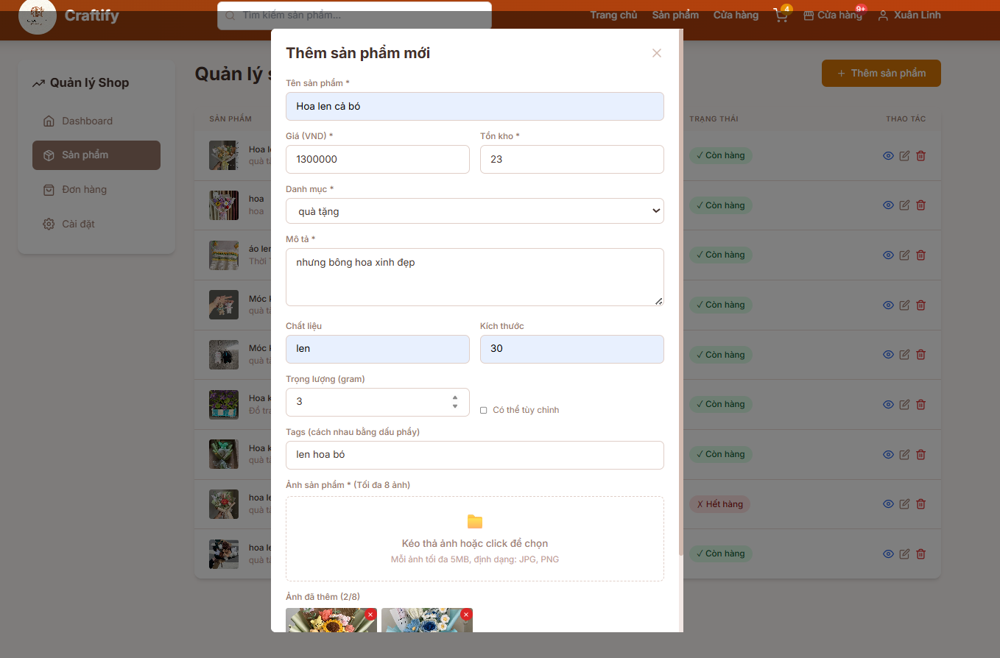 Craftify
Tìm kiếm sản phẩm...
Trang chủ
Sản phẩm
Cửa hàng
4
Cửa hàng
9+
Xuân Linh
Quản lý Shop
Dashboard
Sản phẩm
Đơn hàng
Cài đặt
Quản lý
+ Thêm sản phẩm
SẢN PHẨM
TRẠNG THÁI
THAO TÁC
Hoa
quà
✓ Còn hàng
hoa
hoa
✓ Còn hàng
áo len
Thời
✓ Còn hàng
Móc
quà
✓ Còn hàng
Móc
quà
✓ Còn hàng
Hoa
Đồ
✓ Còn hàng
Hoa
quà
✓ Còn hàng
hoa
quà
✗ Hết hàng
hoa
quà
✓ Còn hàng
Thêm sản phẩm mới
Tên sản phẩm *
Hoa len cả bó
Giá (VND) *
Tồn kho *
1300000
23
Danh mục *
quà tặng
Mô tả *
nhưng bông hoa xinh đẹp
Chất liệu
Kích thước
len
30
Trọng lượng (gram)
3
Có thể tùy chỉnh
Tags (cách nhau bằng dấu phẩy)
len hoa bó
Ảnh sản phẩm * (Tối đa 8 ảnh)
Kéo thả ảnh hoặc click để chọn
Mỗi ảnh tối đa 5MB, định dạng: JPG, PNG
Ảnh đã thêm (2/8)